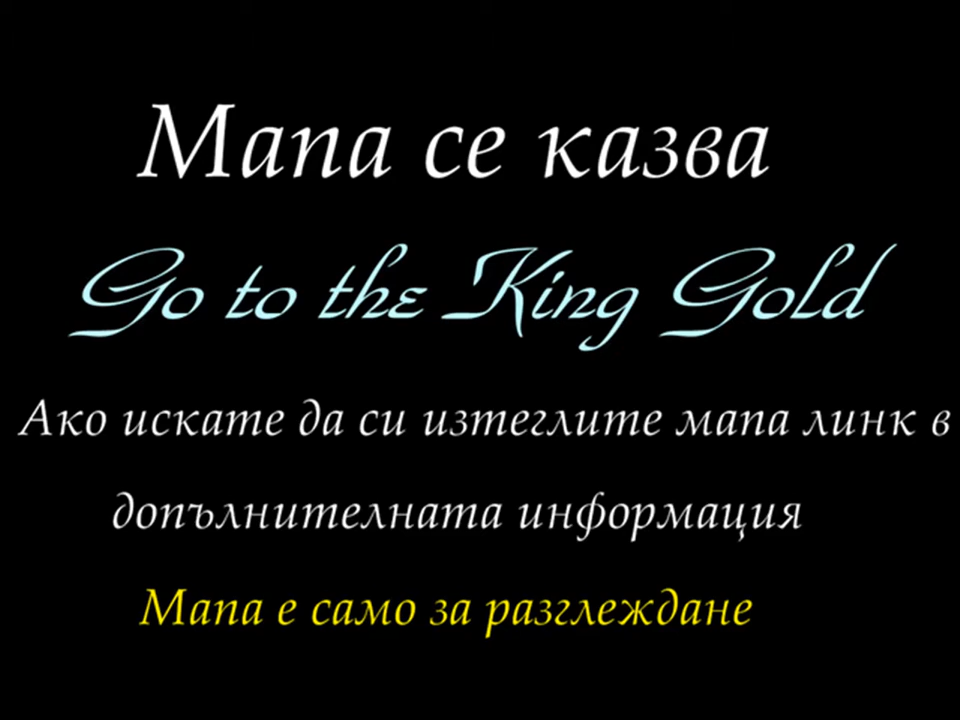 Мапа се казва
Go to the King Gold
Ако искате да си изтеглите мапа линк в
допълнителната информация
Мапа е само за разглеждане